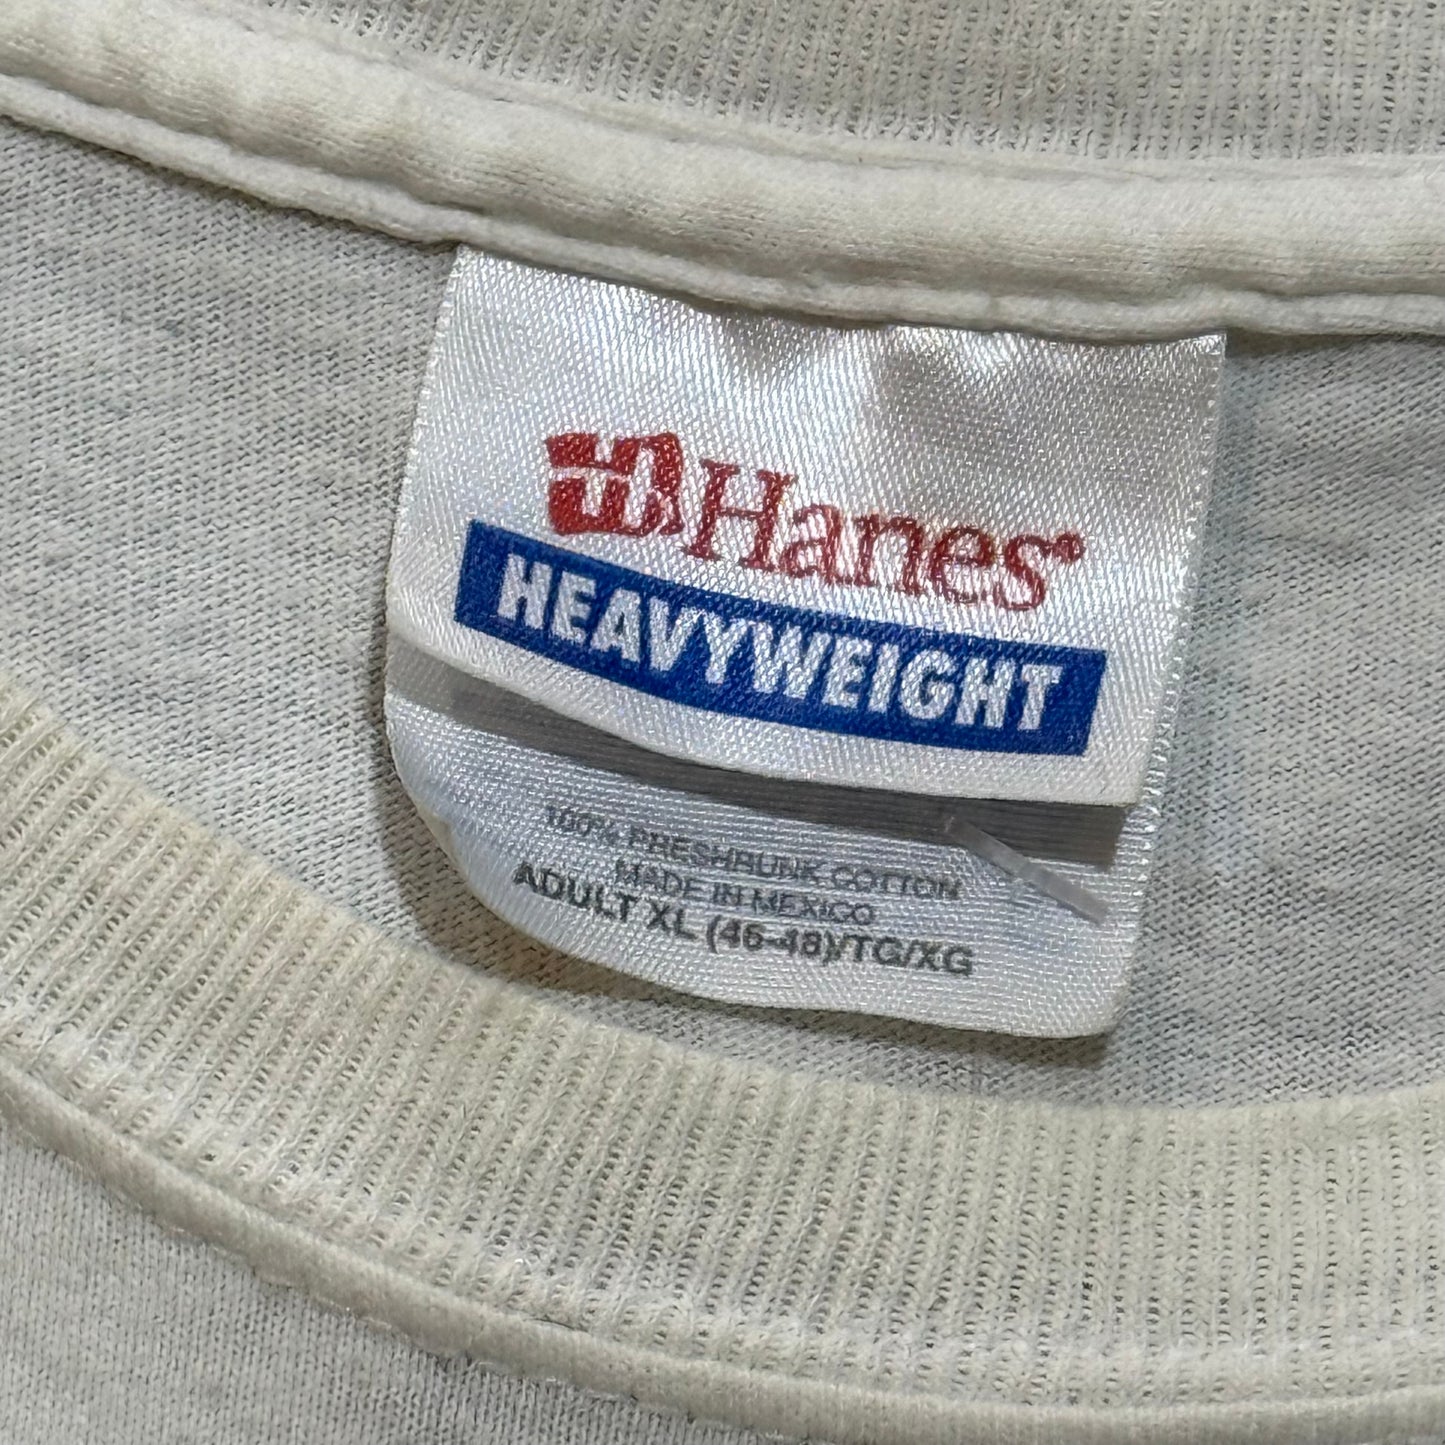 Hanes®
HEAVYWEIGHT
100% PRESHRUNK COTTON
MADE IN MEXICO
ADULT XL (46-48)/TG/XG